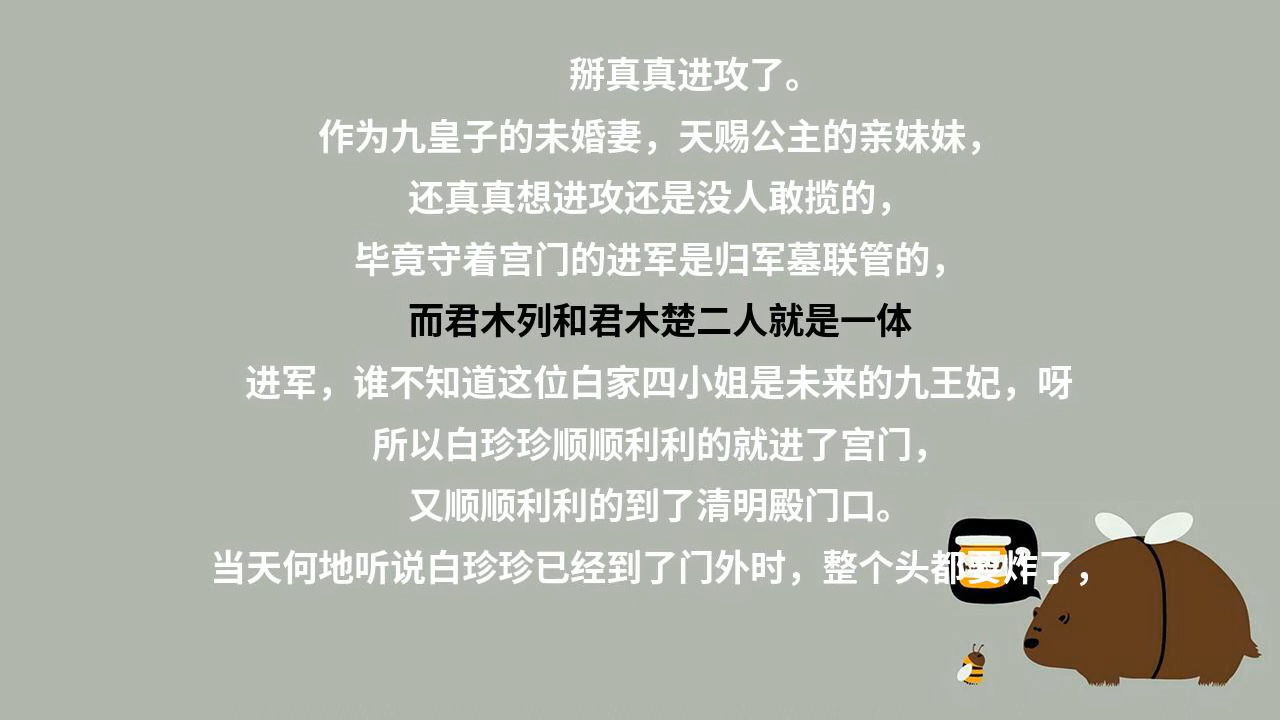 掰真真进攻了。
作为九皇子的未婚妻，天赐公主的亲妹妹，
还真真想进攻还是没人敢揽的，
毕竟守着宫门的进军是归军墓联管的，
而君木列和君木楚二人就是一体
进军，谁不知道这位白家四小姐是未来的九王妃，呀
所以白珍珍顺顺利利的就进了宫门，
又顺顺利利的到了清明殿门口。
当天何地听说白珍珍已经到了门外时，整个头都要炸了，